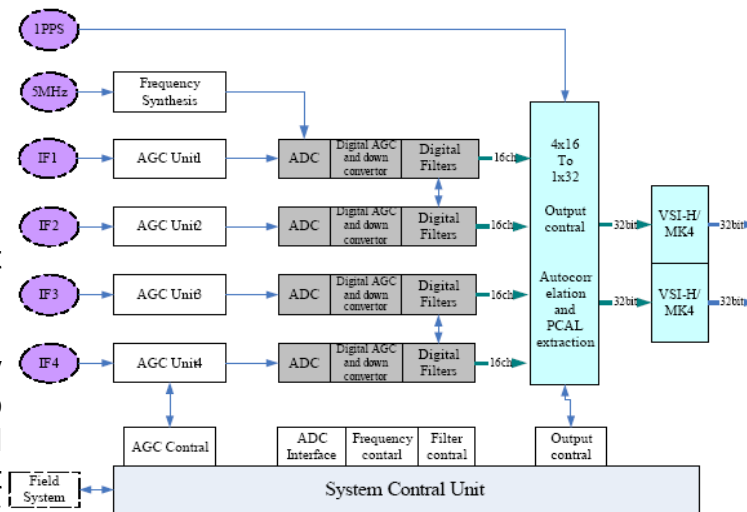 1PPS
5MHz
Frequency
Synthesis
IF1
AGC Unit1
ADC
Digital AGC
and down
convertor
Digital
Filters
16ch
IF2
AGC Unit2
ADC
Digital AGC
and down
convertor
Digital
Filters
16ch
IF3
AGC Unit3
ADC
Digital AGC
and down
convertor
Digital
Filters
16ch
IF4
AGC Unit4
ADC
Digital AGC
and down
convertor
Digital
Filters
16ch
4x16
To
1x32
Output
contral
Autocorr
elation
and
PCAL
extraction
32bit
VSI-H/
MK4
32bit
32bit
VSI-H/
MK4
32bit
AGC Contral
ADC
Interface
Frequency
contarl
Filter
contral
Output
contral
Field
System
System Contral Unit